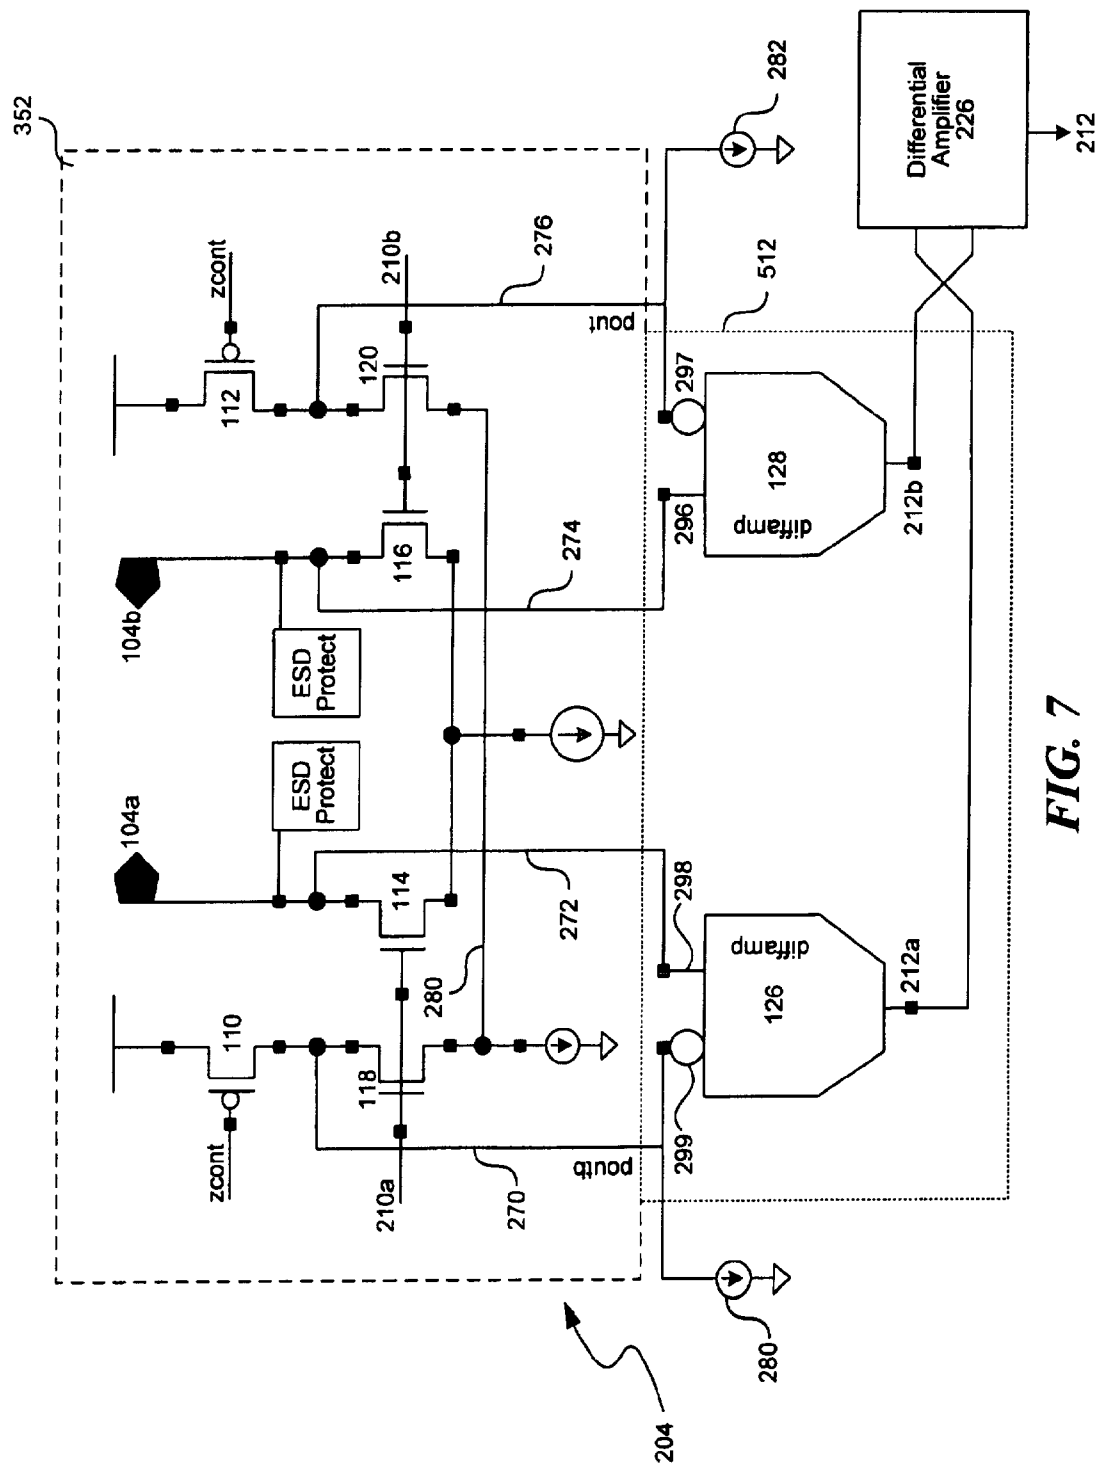 352
zcont
112
210b
120
276
pout
282
104b
ESD
Protect
116
274
ESD
Protect
104a
114
272
280
zcont
110
118
210a
270
poutb
297
296
128
diffamp
212b
512
Differential
Amplifier
226
212
298
299
126
diffamp
212a
280
204
FIG. 7